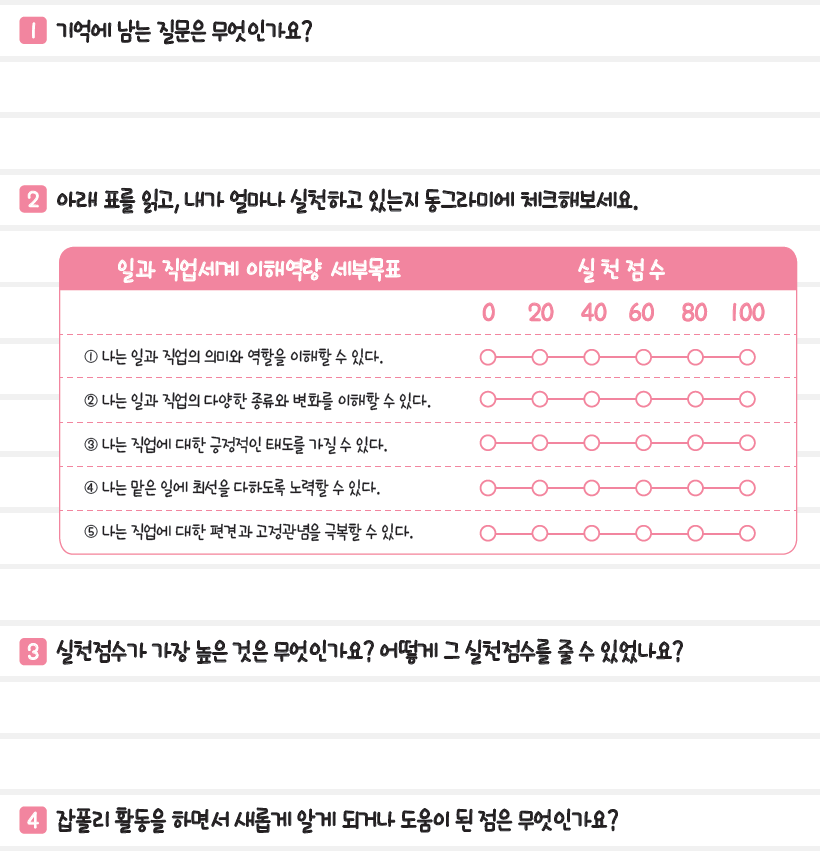 1 기억에 남는 질문은 무엇인가요?
2 아래 표를 읽고, 내가 얼마나 실천하고 있는지 동그라미에 체크해보세요.
일과 직업세계 이해역량 세부목표 실천점수
0 20 40 60 80 100
① 나는 일과 직업의 의미와 역할을 이해할 수 있다.
② 나는 일과 직업의 다양한 종류와 변화를 이해할 수 있다.
③ 나는 직업에 대한 긍정적인 태도를 가질 수 있다.
④ 나는 맡은 일에 최선을 다하도록 노력할 수 있다.
⑤ 나는 직업에 대한 편견과 고정관념을 극복할 수 있다.
3 실천점수가 가장 높은 것은 무엇인가요? 어떻게 그 실천점수를 줄 수 있었나요?
4 잡폴리 활동을 하면서 새롭게 알게 되거나 도움이 된 점은 무엇인가요?